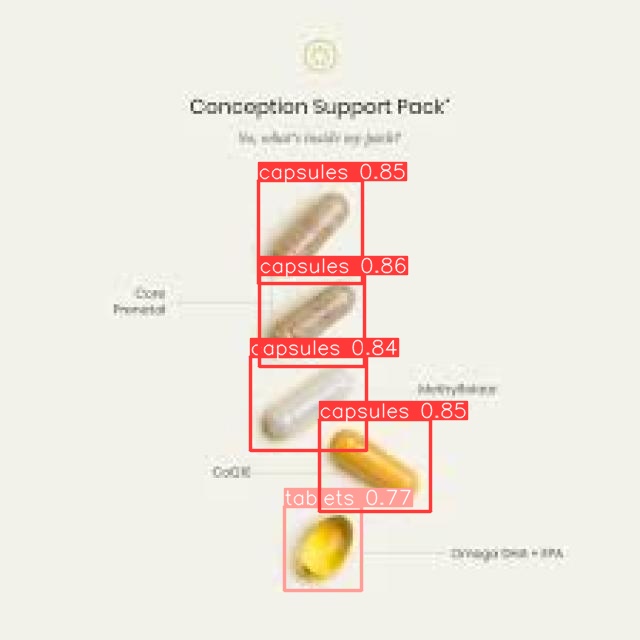 Conception Support Pack*
So, what's inside my pack?
capsules 0.85
capsules 0.86
Core
Prenatal
capsules 0.84
Methylfolate
capsules 0.85
CoQ10
tablets 0.77
Omega DHA + EPA